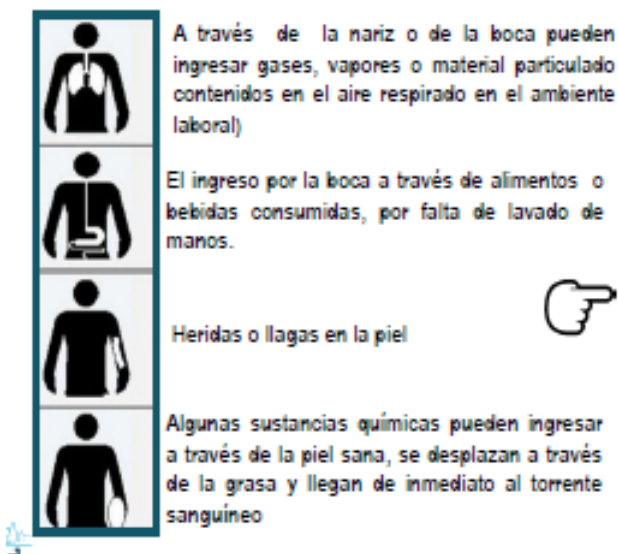 A través de la nariz o de la boca pueden
ingresar gases, vapores o material particulado
contenidos en el aire respirado en el ambiente
laboral)
El ingreso por la boca a través de alimentos o
bebidas consumidas, por falta de lavado de
manos.
Heridas o llagas en la piel
Algunas sustancias químicas pueden ingresar
a través de la piel sana, se desplazan a través
de la grasa y llegan de inmediato al torrente
sanguíneo